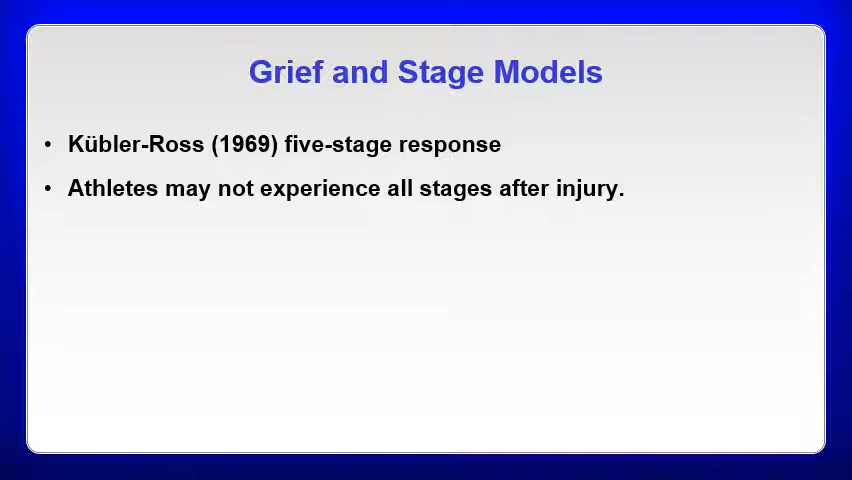 Grief and Stage Models
• Kübler-Ross (1969) five-stage response
• Athletes may not experience all stages after injury.